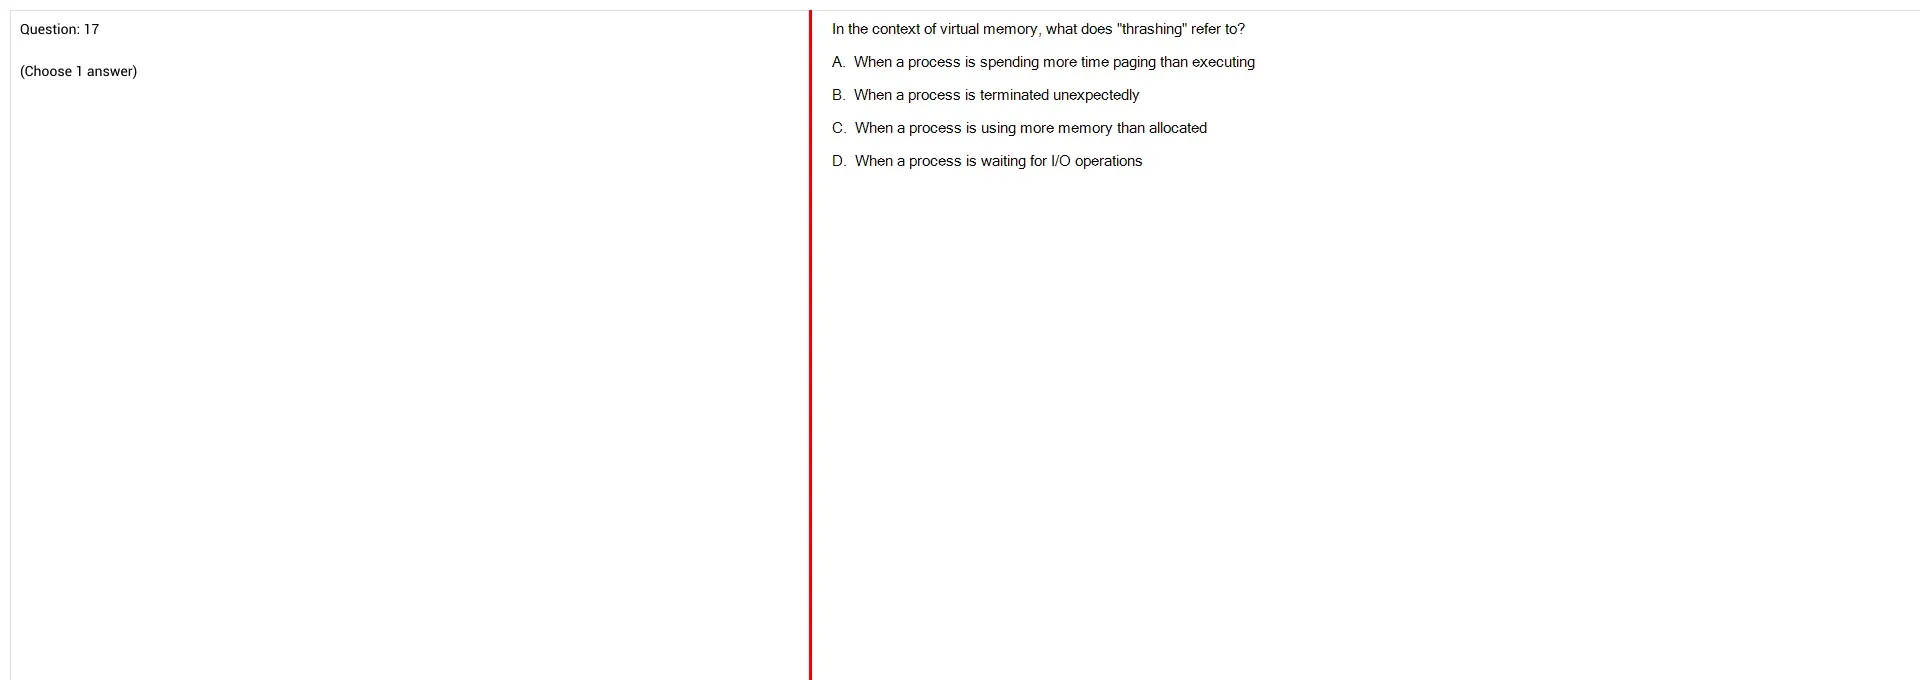 Question: 17
(Choose 1 answer)
In the context of virtual memory, what does "thrashing" refer to?
A. When a process is spending more time paging than executing
B. When a process is terminated unexpectedly
C. When a process is using more memory than allocated
D. When a process is waiting for I/O operations